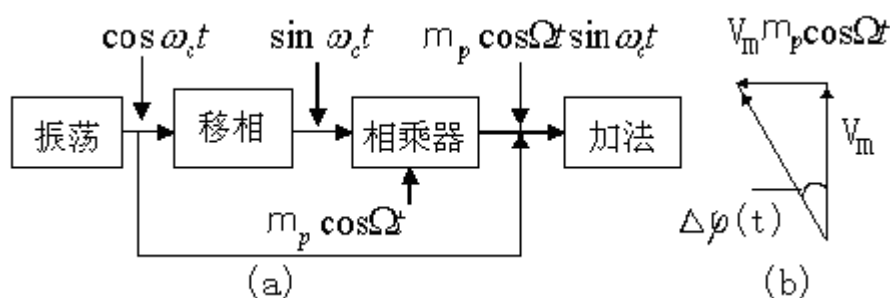 cos ω_c t
sin ω_c t
m_p cosΩt sin ω_c t
V_m m_p cosΩt
振荡
移相
相乘器
加法
V_m
m_p cosΩt
Δφ(t)
(a)
(b)